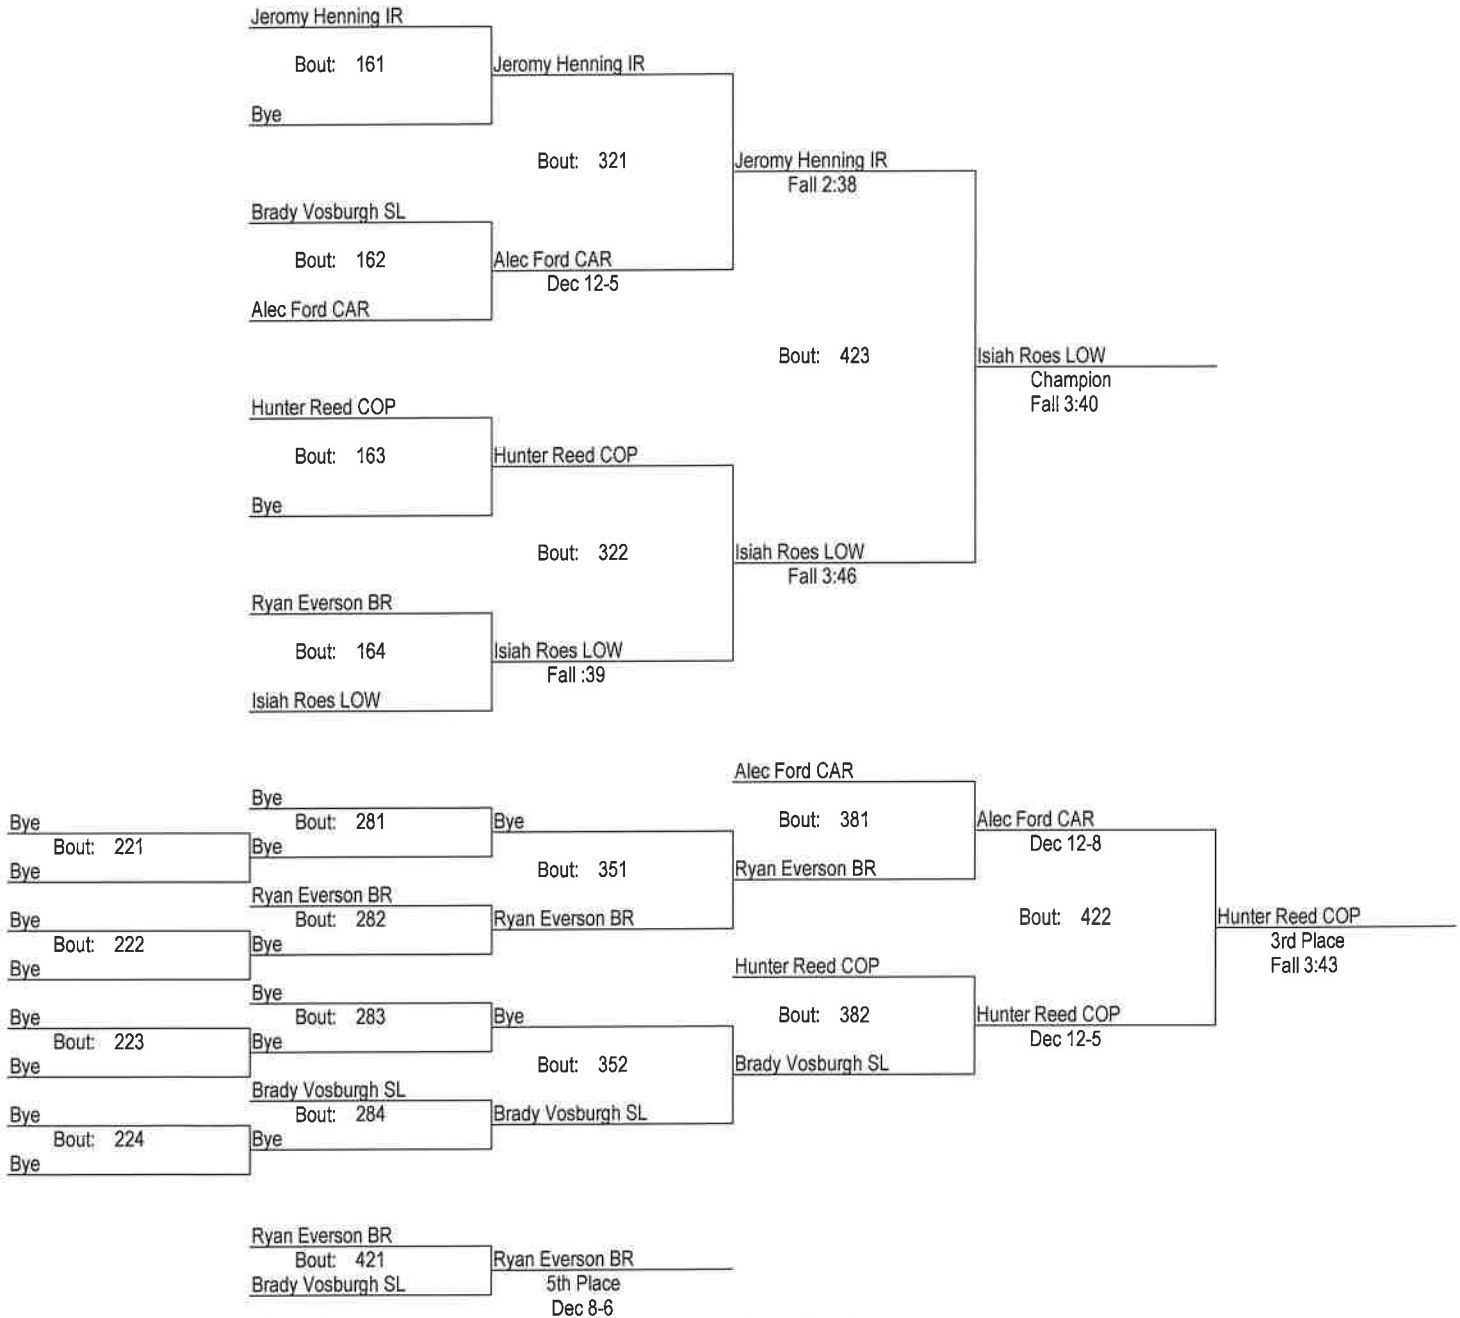 Jeromy Henning IR
Bout: 161
Jeromy Henning IR
Bye
Bout: 321
Jeromy Henning IR
Fall 2:38
Brady Vosburgh SL
Bout: 162
Alec Ford CAR
Dec 12-5
Alec Ford CAR
Bout: 423
Isiah Roes LOW
Champion
Fall 3:40
Hunter Reed COP
Bout: 163
Hunter Reed COP
Bye
Bout: 322
Isiah Roes LOW
Fall 3:46
Ryan Everson BR
Bout: 164
Isiah Roes LOW
Fall :39
Isiah Roes LOW
Alec Ford CAR
Bye
Bout: 381
Alec Ford CAR
Dec 12-8
Bye
Bout: 281
Bye
Bout: 221
Bye
Bye
Bout: 351
Ryan Everson BR
Ryan Everson BR
Bye
Bout: 282
Ryan Everson BR
Bout: 422
Hunter Reed COP
3rd Place
Fall 3:43
Bout: 222
Bye
Bye
Hunter Reed COP
Bye
Bye
Bout: 283
Bye
Bout: 382
Hunter Reed COP
Dec 12-5
Bout: 223
Bye
Bye
Bout: 352
Brady Vosburgh SL
Brady Vosburgh SL
Bye
Bout: 284
Brady Vosburgh SL
Bout: 224
Bye
Bye
Ryan Everson BR
Bout: 421
Ryan Everson BR
Brady Vosburgh SL
5th Place
Dec 8-6